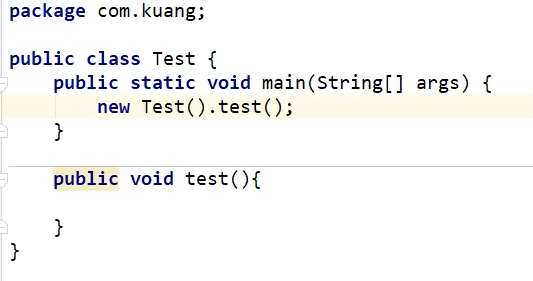 package com.kuang;
public class Test {
public static void main(String[] args) {
new Test().test();
}
public void test(){
}
}